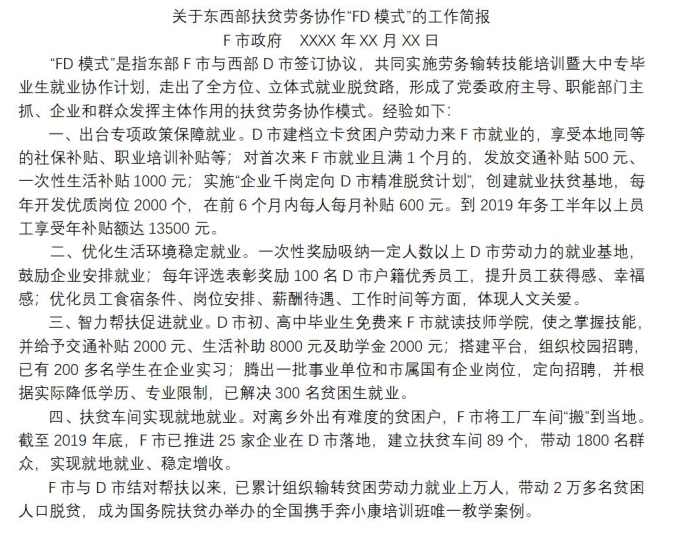 关于东西部扶贫劳务协作“FD 模式”的工作简报
F 市政府 XXXX 年 XX 月 XX 日
“FD 模式”是指东部 F 市与西部 D 市签订协议，共同实施劳务输转技能培训暨大中专毕
业生就业协作计划，走出了全方位、立体式就业脱贫路，形成了党委政府主导、职能部门主
抓、企业和群众发挥主体作用的扶贫劳务协作模式。经验如下：
一、出台专项政策保障就业。D 市建档立卡贫困户劳动力来 F 市就业的，享受本地同等
的社保补贴、职业培训补贴等；对首次来 F 市就业且满 1 个月的，发放交通补贴 500 元、
一次性生活补贴 1000 元；实施“企业千岗定向 D 市精准脱贫计划”，创建就业扶贫基地，每
年开发优质岗位 2000 个，在前 6 个月内每人每月补贴 600 元。到 2019 年务工半年以上员
工享受年补贴额达 13500 元。
二、优化生活环境稳定就业。一次性奖励吸纳一定人数以上 D 市劳动力的就业基地，
鼓励企业安排就业；每年评选表彰奖励 100 名 D 市户籍优秀员工，提升员工获得感、幸福
感；优化员工食宿条件、岗位安排、薪酬待遇、工作时间等方面，体现人文关爱。
三、智力帮扶促进就业。D 市初、高中毕业生免费来 F 市就读技师学院，使之掌握技能，
并给予交通补贴 2000 元、生活补助 8000 元及助学金 2000 元；搭建平台，组织校园招聘，
已有 200 多名学生在企业实习；腾出一批事业单位和市属国有企业岗位，定向招聘，并根
据实际降低学历、专业限制，已解决 300 名贫困生就业。
四、扶贫车间实现就地就业。对离乡外出有难度的贫困户，F 市将工厂车间“搬”到当地。
截至 2019 年底，F 市已推进 25 家企业在 D 市落地，建立扶贫车间 89 个，带动 1800 名群
众，实现就地就业、稳定增收。
F 市与 D 市结对帮扶以来，已累计组织输转贫困劳动力就业上万人，带动 2 万多名贫困
人口脱贫，成为国务院扶贫办举办的全国携手奔小康培训班唯一教学案例。